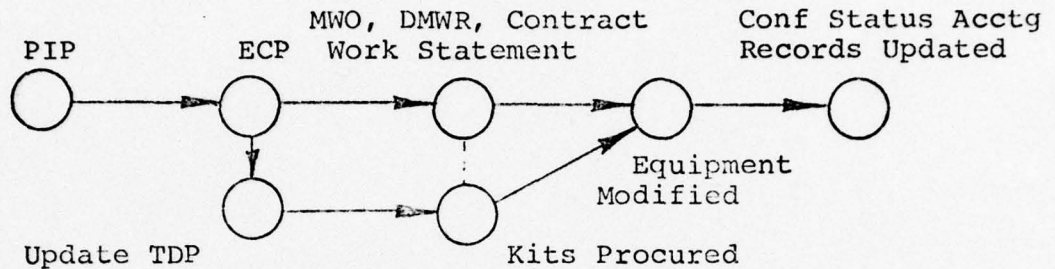 MWO, DMWR, Contract
Work Statement
Conf Status Acctg
Records Updated
PIP
ECP
Equipment
Modified
Update TDP
Kits Procured